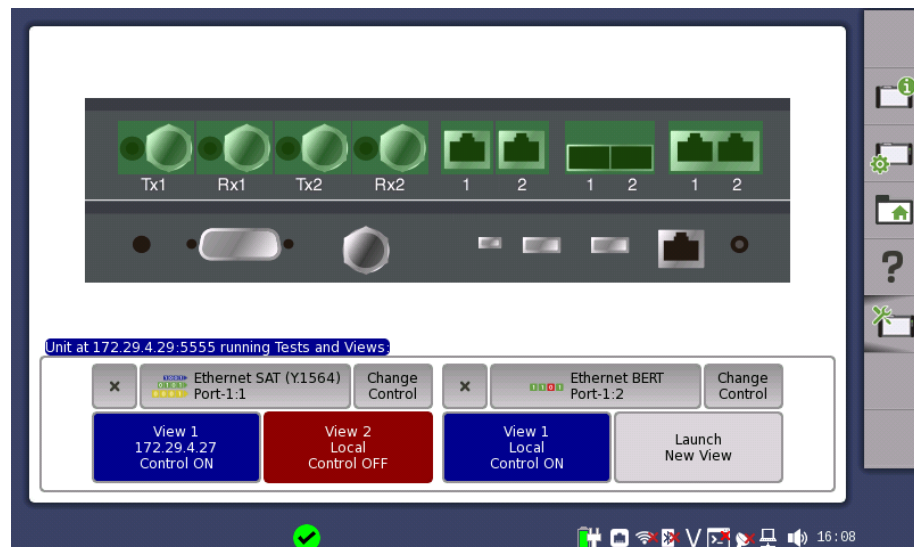 Tx1 Rx1 Tx2 Rx2 1 2 1 2 1 2
Unit at 172.29.4.29:5555 running Tests and Views:
Ethernet SAT (Y.1564)
Port-1:1
Change
Control
Ethernet BERT
Port-1:2
Change
Control
View 1
172.29.4.27
Control ON
View 2
Local
Control OFF
View 1
Local
Control ON
Launch
New View
16:08